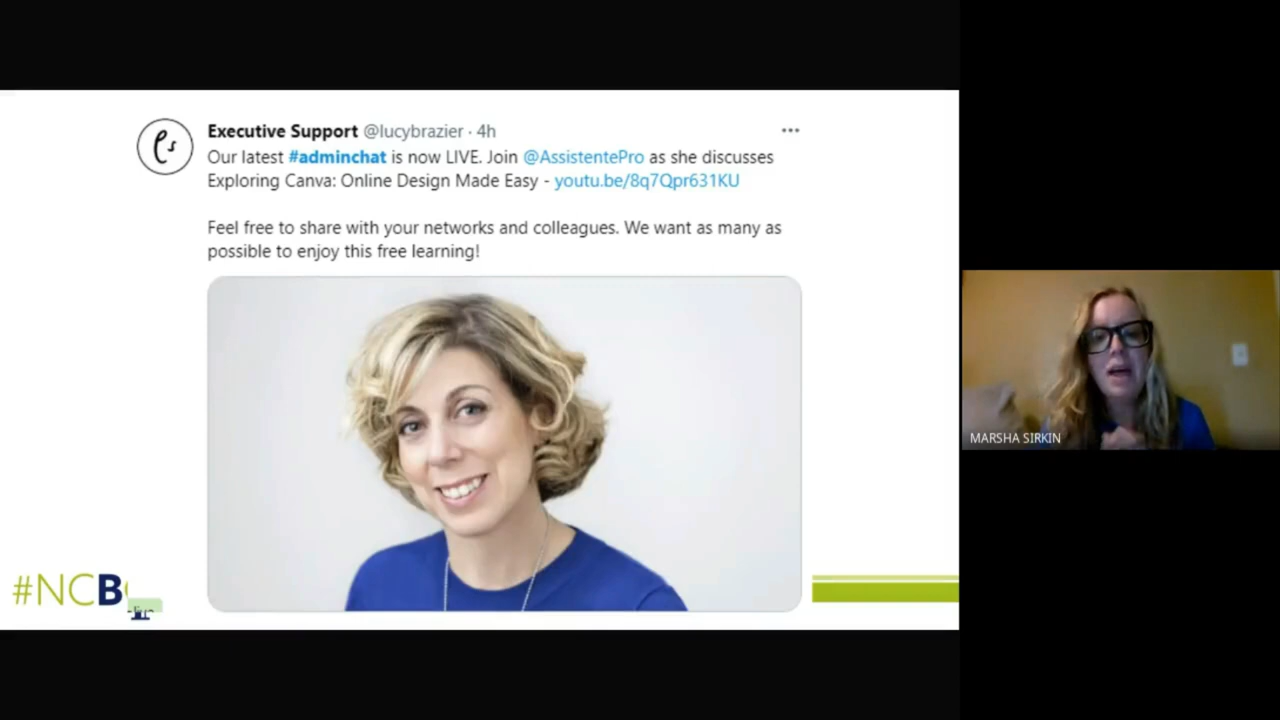 Executive Support @lucybrazier · 4h
Our latest #adminchat is now LIVE. Join @AssistentePro as she discusses
Exploring Canva: Online Design Made Easy - youtu.be/8q7Qpr631KU
Feel free to share with your networks and colleagues. We want as many as
possible to enjoy this free learning!
MARSHA SIRKIN
#NCB